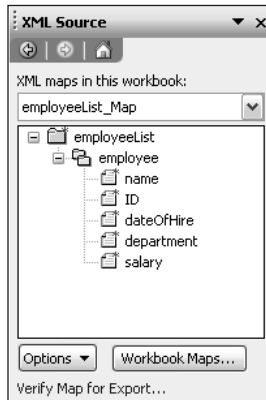 XML Source
XML maps in this workbook:
employeeList_Map
employeeList
employee
name
ID
dateOfHire
department
salary
Options
Workbook Maps...
Verify Map for Export...